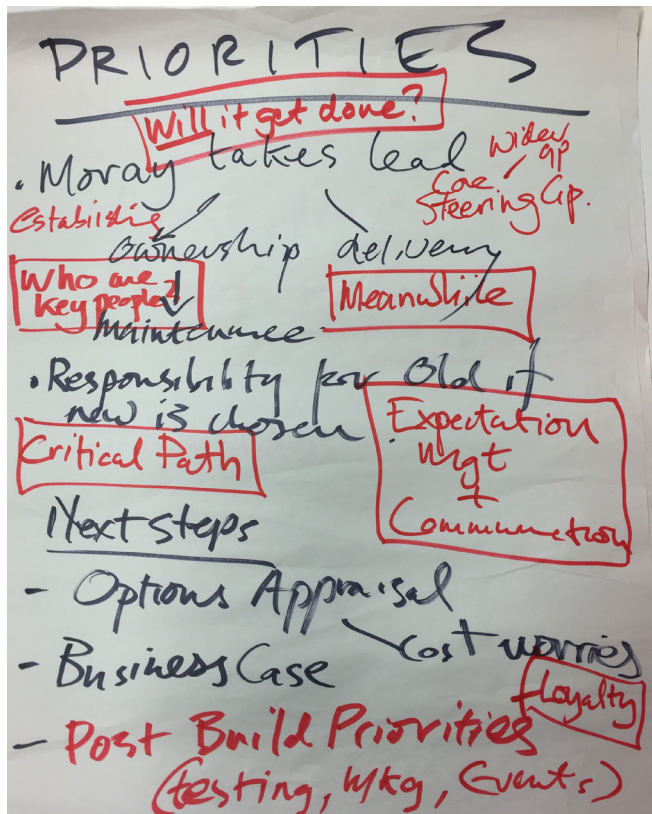 PRIORITIES
Will it get done?
• Moray takes lead
wider gp
Core Steering Gp.
Establishing
ownership delivery
Who are key people?
Meanwhile
Maintenance
• Responsibility for Old if
new is chosen.
Critical Path
Expectation
Mgt
+
Communication
Next steps
- Options Appraisal
cost worries
- Business Case
+ Loyalty
- Post Build Priorities
(testing, Mkg, Events)